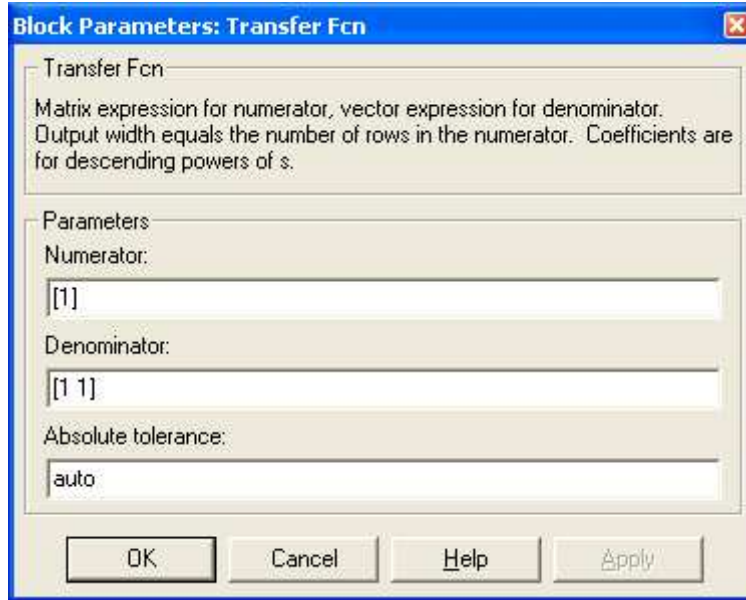 Block Parameters: Transfer Fcn
Transfer Fcn
Matrix expression for numerator, vector expression for denominator.
Output width equals the number of rows in the numerator.  Coefficients are
for descending powers of s.
Parameters
Numerator:
[1]
Denominator:
[1 1]
Absolute tolerance:
auto
OK Cancel Help Apply